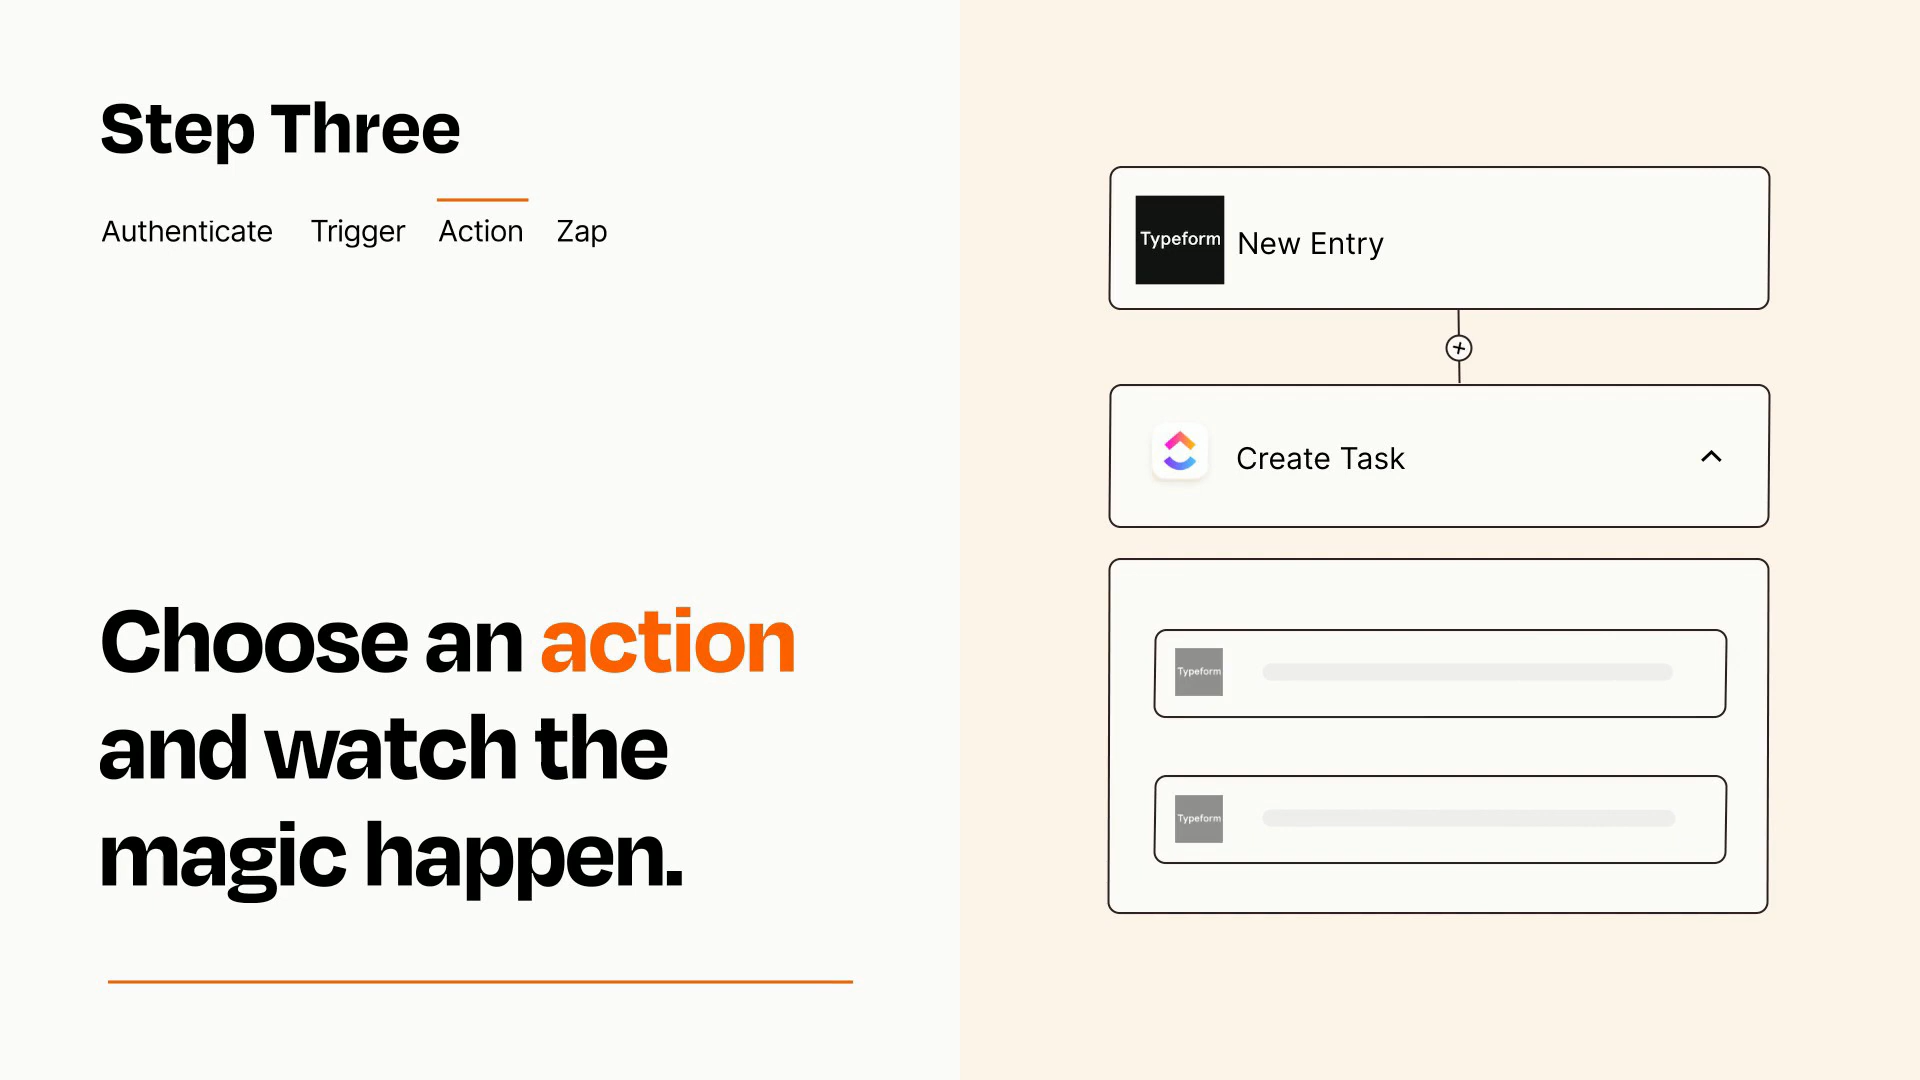 Step Three
Authenticate Trigger Action Zap
Choose an action
and watch the
magic happen.
Typeform New Entry
Create Task
Typeform
Typeform